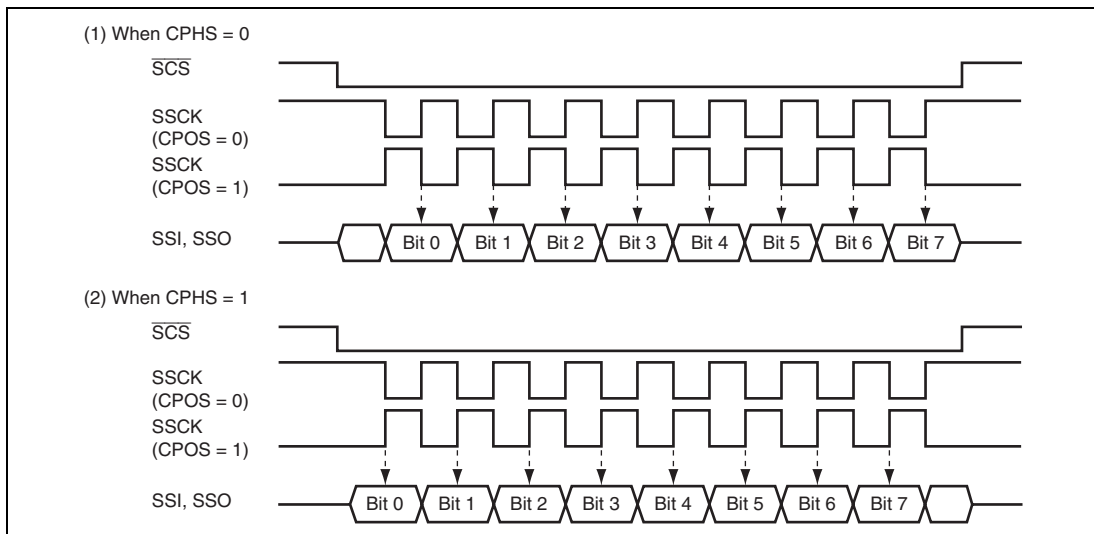 (1) When CPHS = 0
SCS
SSCK
(CPOS = 0)
SSCK
(CPOS = 1)
SSI, SSO
Bit 0 Bit 1 Bit 2 Bit 3 Bit 4 Bit 5 Bit 6 Bit 7
(2) When CPHS = 1
SCS
SSCK
(CPOS = 0)
SSCK
(CPOS = 1)
SSI, SSO
Bit 0 Bit 1 Bit 2 Bit 3 Bit 4 Bit 5 Bit 6 Bit 7